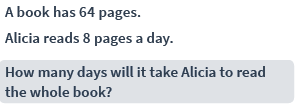 A book has 64 pages.
Alicia reads 8 pages a day.
How many days will it take Alicia to read
the whole book?